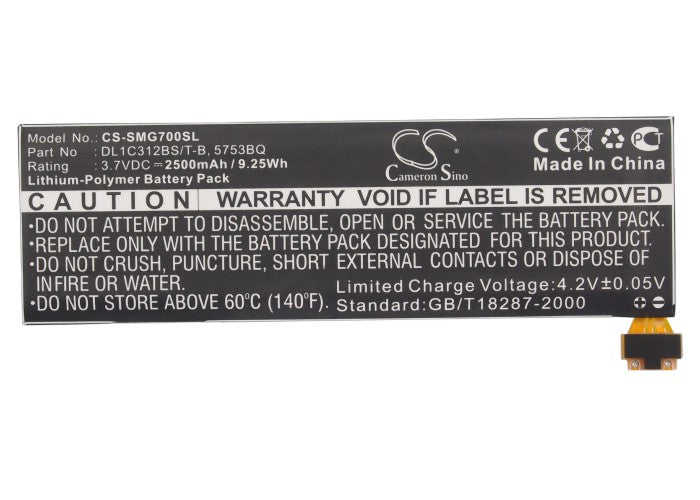 Model No : CS-SMG700SL
Part No : DL1C312BS/T-B, 5753BQ
Rating : 3.7VDC ⎓ 2500mAh / 9.25Wh
Lithium-Polymer Battery Pack
CS
Cameron Sino
CE
Made In China
CAUTION WARRANTY VOID IF LABEL IS REMOVED
•DO NOT ATTEMPT TO DISASSEMBLE, OPEN OR SERVICE THE BATTERY PACK.
•REPLACE ONLY WITH THE BATTERY PACK DESIGNATED FOR THE EQUIPMENT.
•DO NOT CRUSH, PUNCTURE, SHORT EXTERNAL CONTACTS OR DISPOSE OF
INFIRE OR WATER.
•DO NOT STORE ABOVE 60℃ (140℉).
Limited Charge Voltage:4.2V±0.05V
Standard:GB/T18287-2000